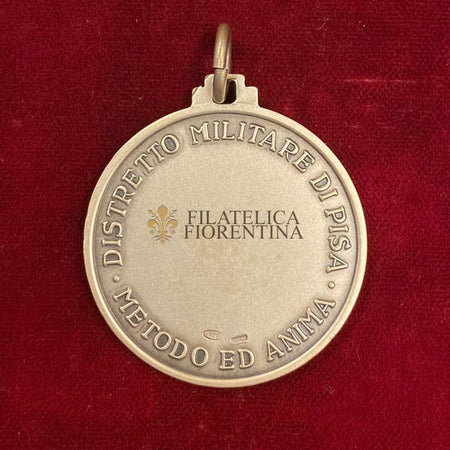 DISTRETTO MILITARE DI PISA
· METODO ED ANIMA ·
FILATELICA
FIORENTINA